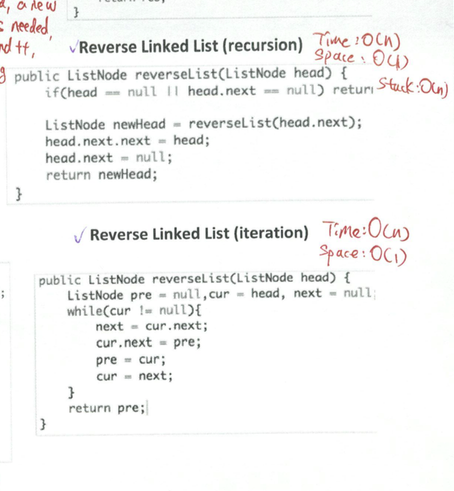 a new
}
s needed,
nd tt,
√Reverse Linked List (recursion) Time: O(n)
Space: O(1)
public ListNode reverseList(ListNode head) {
if(head == null || head.next == null) retur Stack: O(n)
ListNode newHead = reverseList(head.next);
head.next.next = head;
head.next = null;
return newHead;
}
√ Reverse Linked List (iteration) Time: O(n)
Space: O(1)
public ListNode reverseList(ListNode head) {
;
ListNode pre = null,cur = head, next = null
while(cur != null){
next = cur.next;
cur.next = pre;
pre = cur;
cur = next;
}
return pre;
}